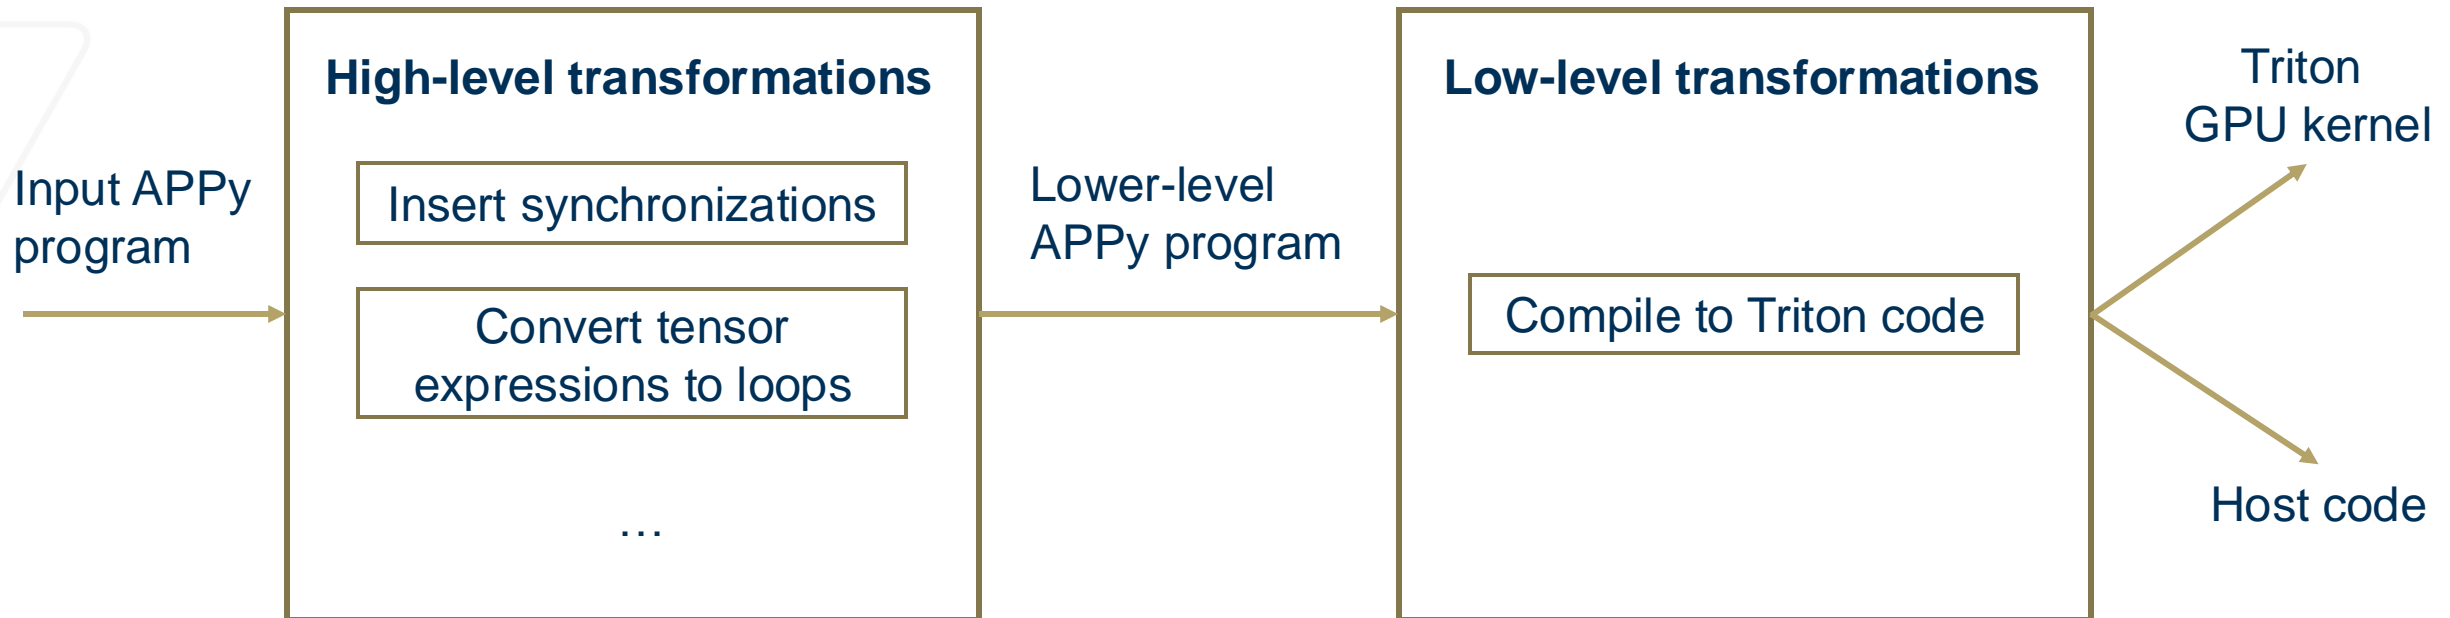 Input APPy
program
High-level transformations
Insert synchronizations
Convert tensor
expressions to loops
…
Lower-level
APPy program
Low-level transformations
Compile to Triton code
Triton
GPU kernel
Host code